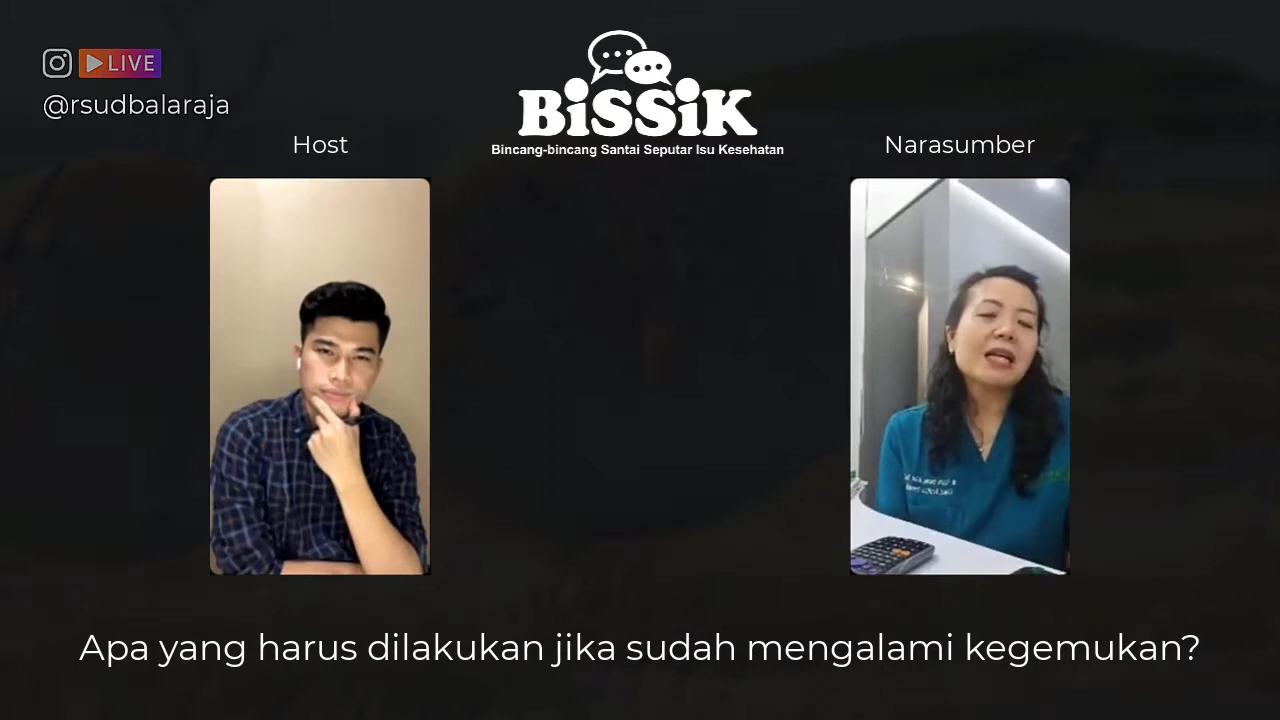 LIVE
@rsudbalaraja
BiSSiK
Bincang-bincang Santai Seputar Isu Kesehatan
Host
Narasumber
Apa yang harus dilakukan jika sudah mengalami kegemukan?